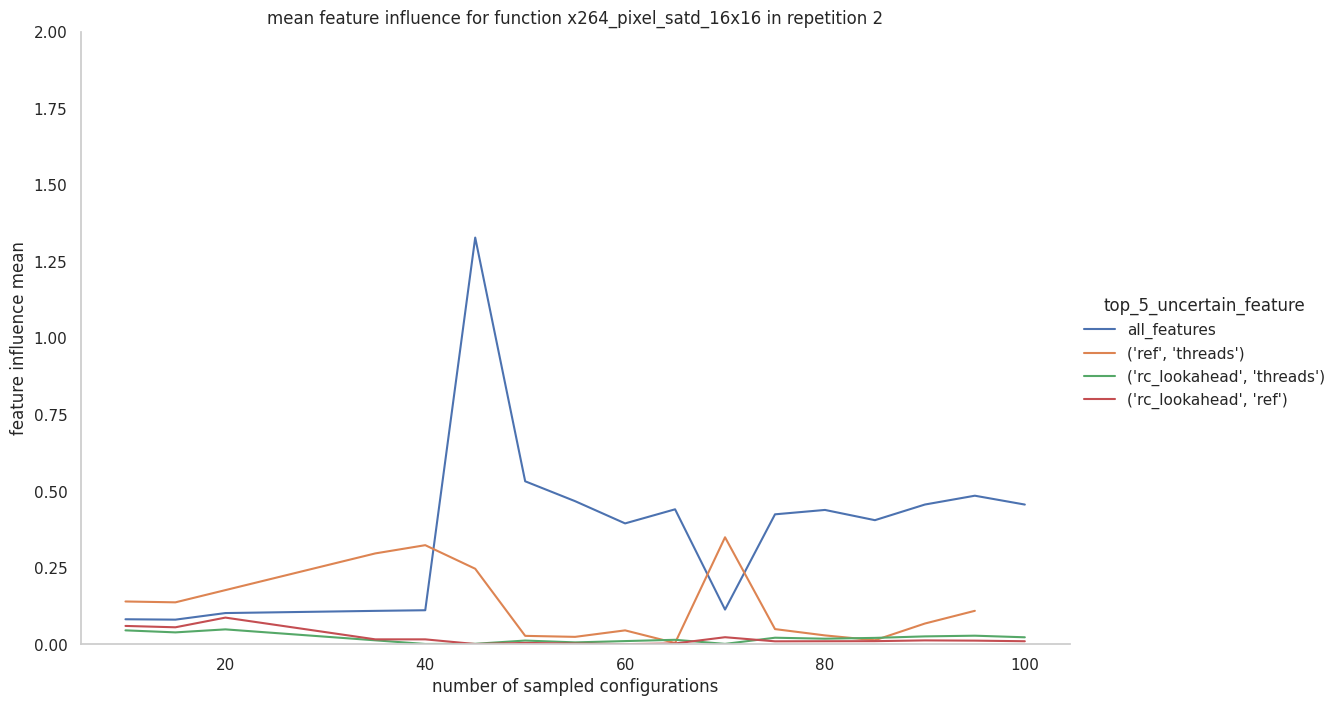 mean feature influence for function x264_pixel_satd_16x16 in repetition 2
2.00
1.75
1.50
1.25
1.00
0.75
0.50
0.25
0.00
feature influence mean
20
40
60
80
100
number of sampled configurations
top_5_uncertain_feature
all_features
('ref', 'threads')
('rc_lookahead', 'threads')
('rc_lookahead', 'ref')